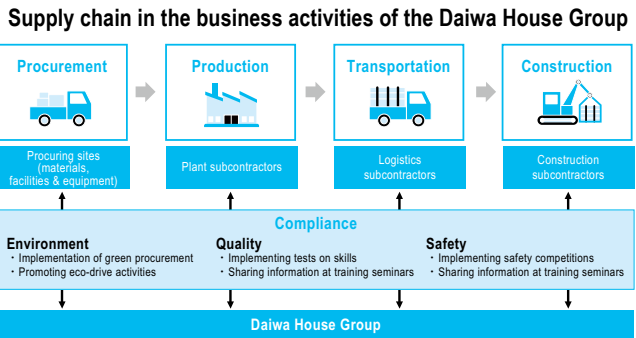 Supply chain in the business activities of the Daiwa House Group
Procurement
Production
Transportation
Construction
Procuring sites
(materials,
facilities & equipment)
Plant subcontractors
Logistics
subcontractors
Construction
subcontractors
Compliance
Environment
・Implementation of green procurement
・Promoting eco-drive activities
Quality
・Implementing tests on skills
・Sharing information at training seminars
Safety
・Implementing safety competitions
・Sharing information at training seminars
Daiwa House Group